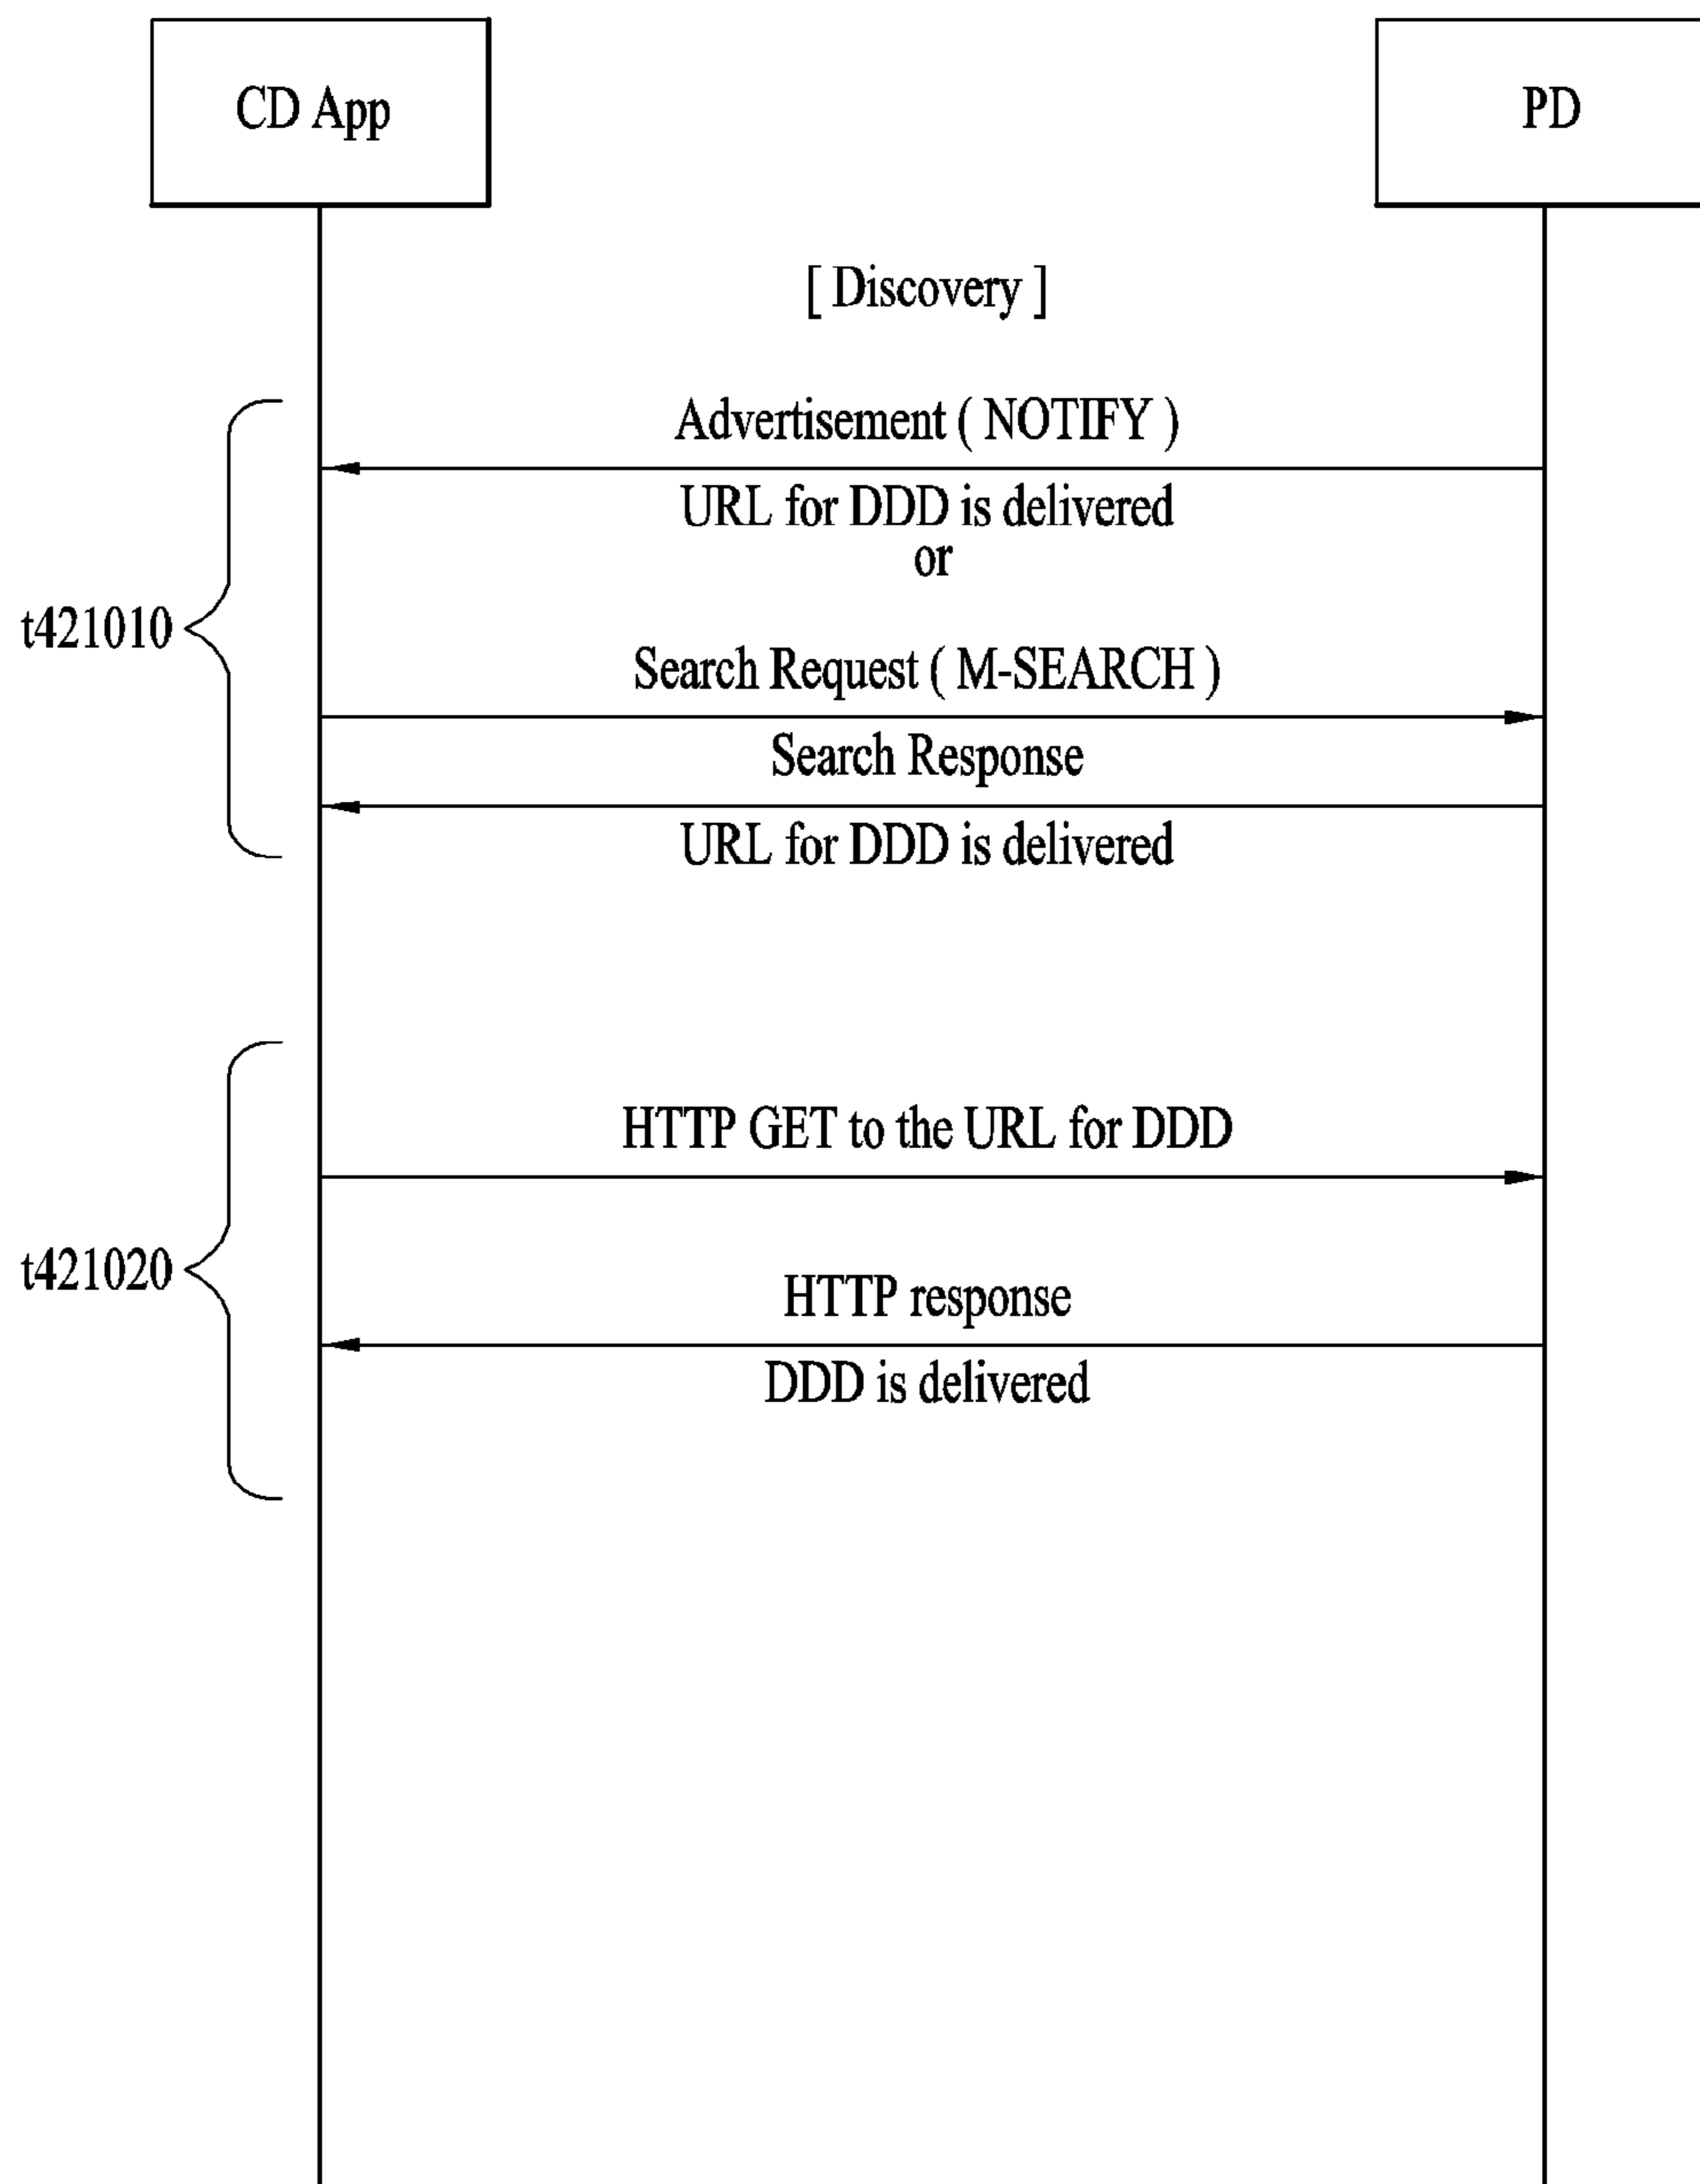 CD App
PD
[ Discovery ]
Advertisement ( NOTIFY )
URL for DDD is delivered
or
t421010
Search Request ( M-SEARCH )
Search Response
URL for DDD is delivered
HTTP GET to the URL for DDD
t421020
HTTP response
DDD is delivered